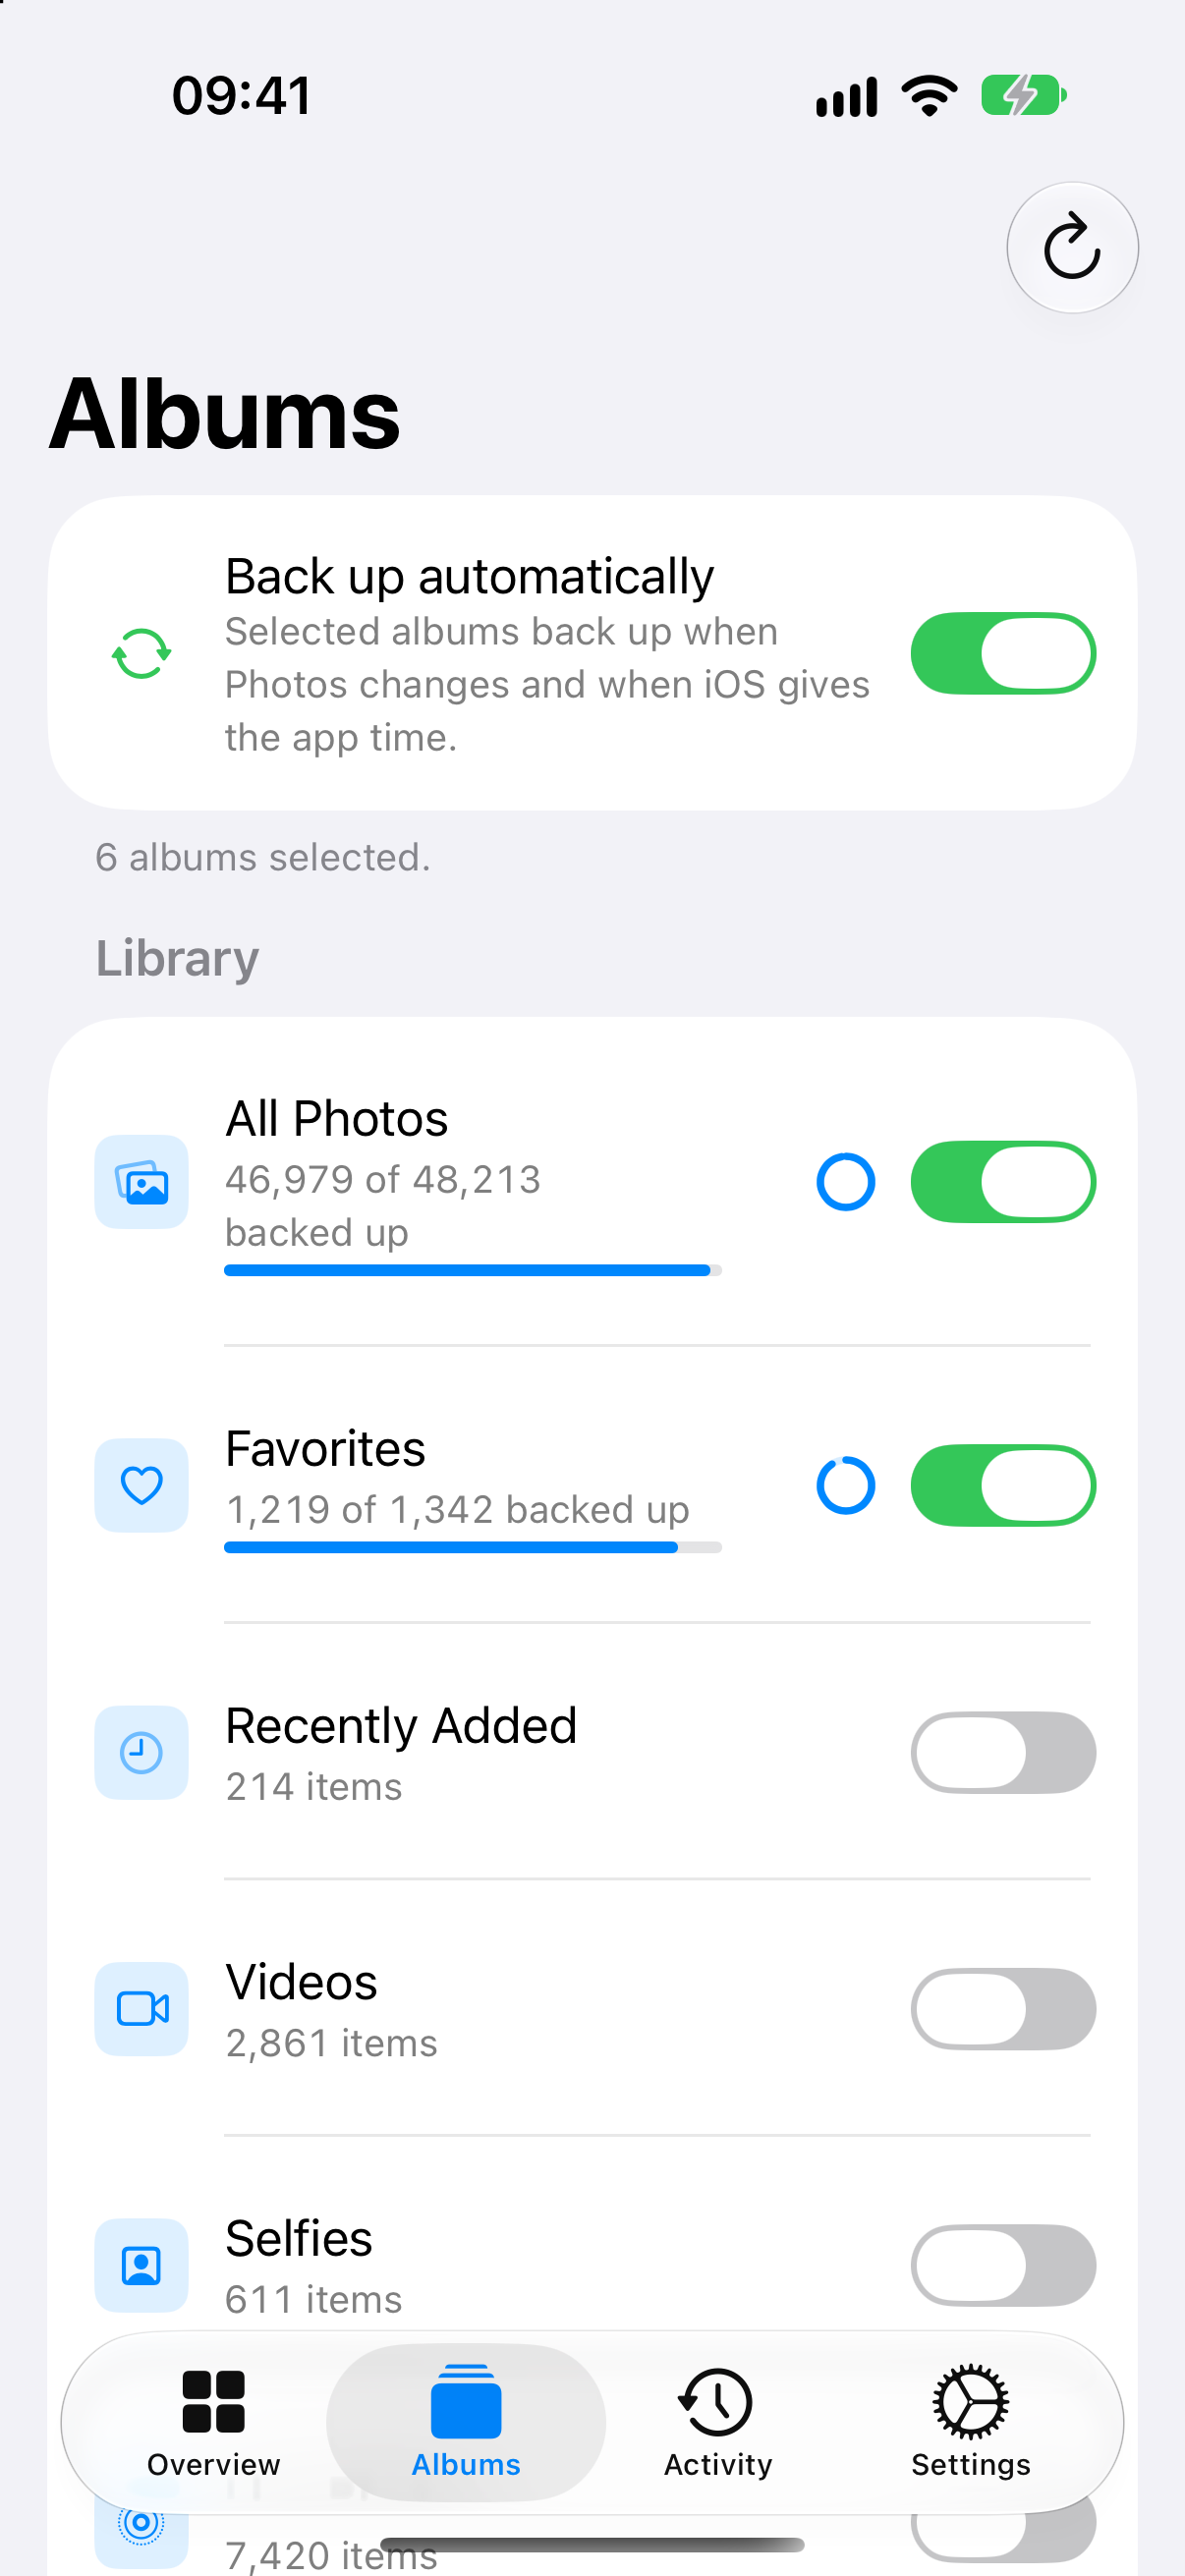 09:41
Albums
Back up automatically
Selected albums back up when
Photos changes and when iOS gives
the app time.
6 albums selected.
Library
All Photos
46,979 of 48,213
backed up
Favorites
1,219 of 1,342 backed up
Recently Added
214 items
Videos
2,861 items
Selfies
611 items
Overview
Albums
Activity
Settings
7,420 items